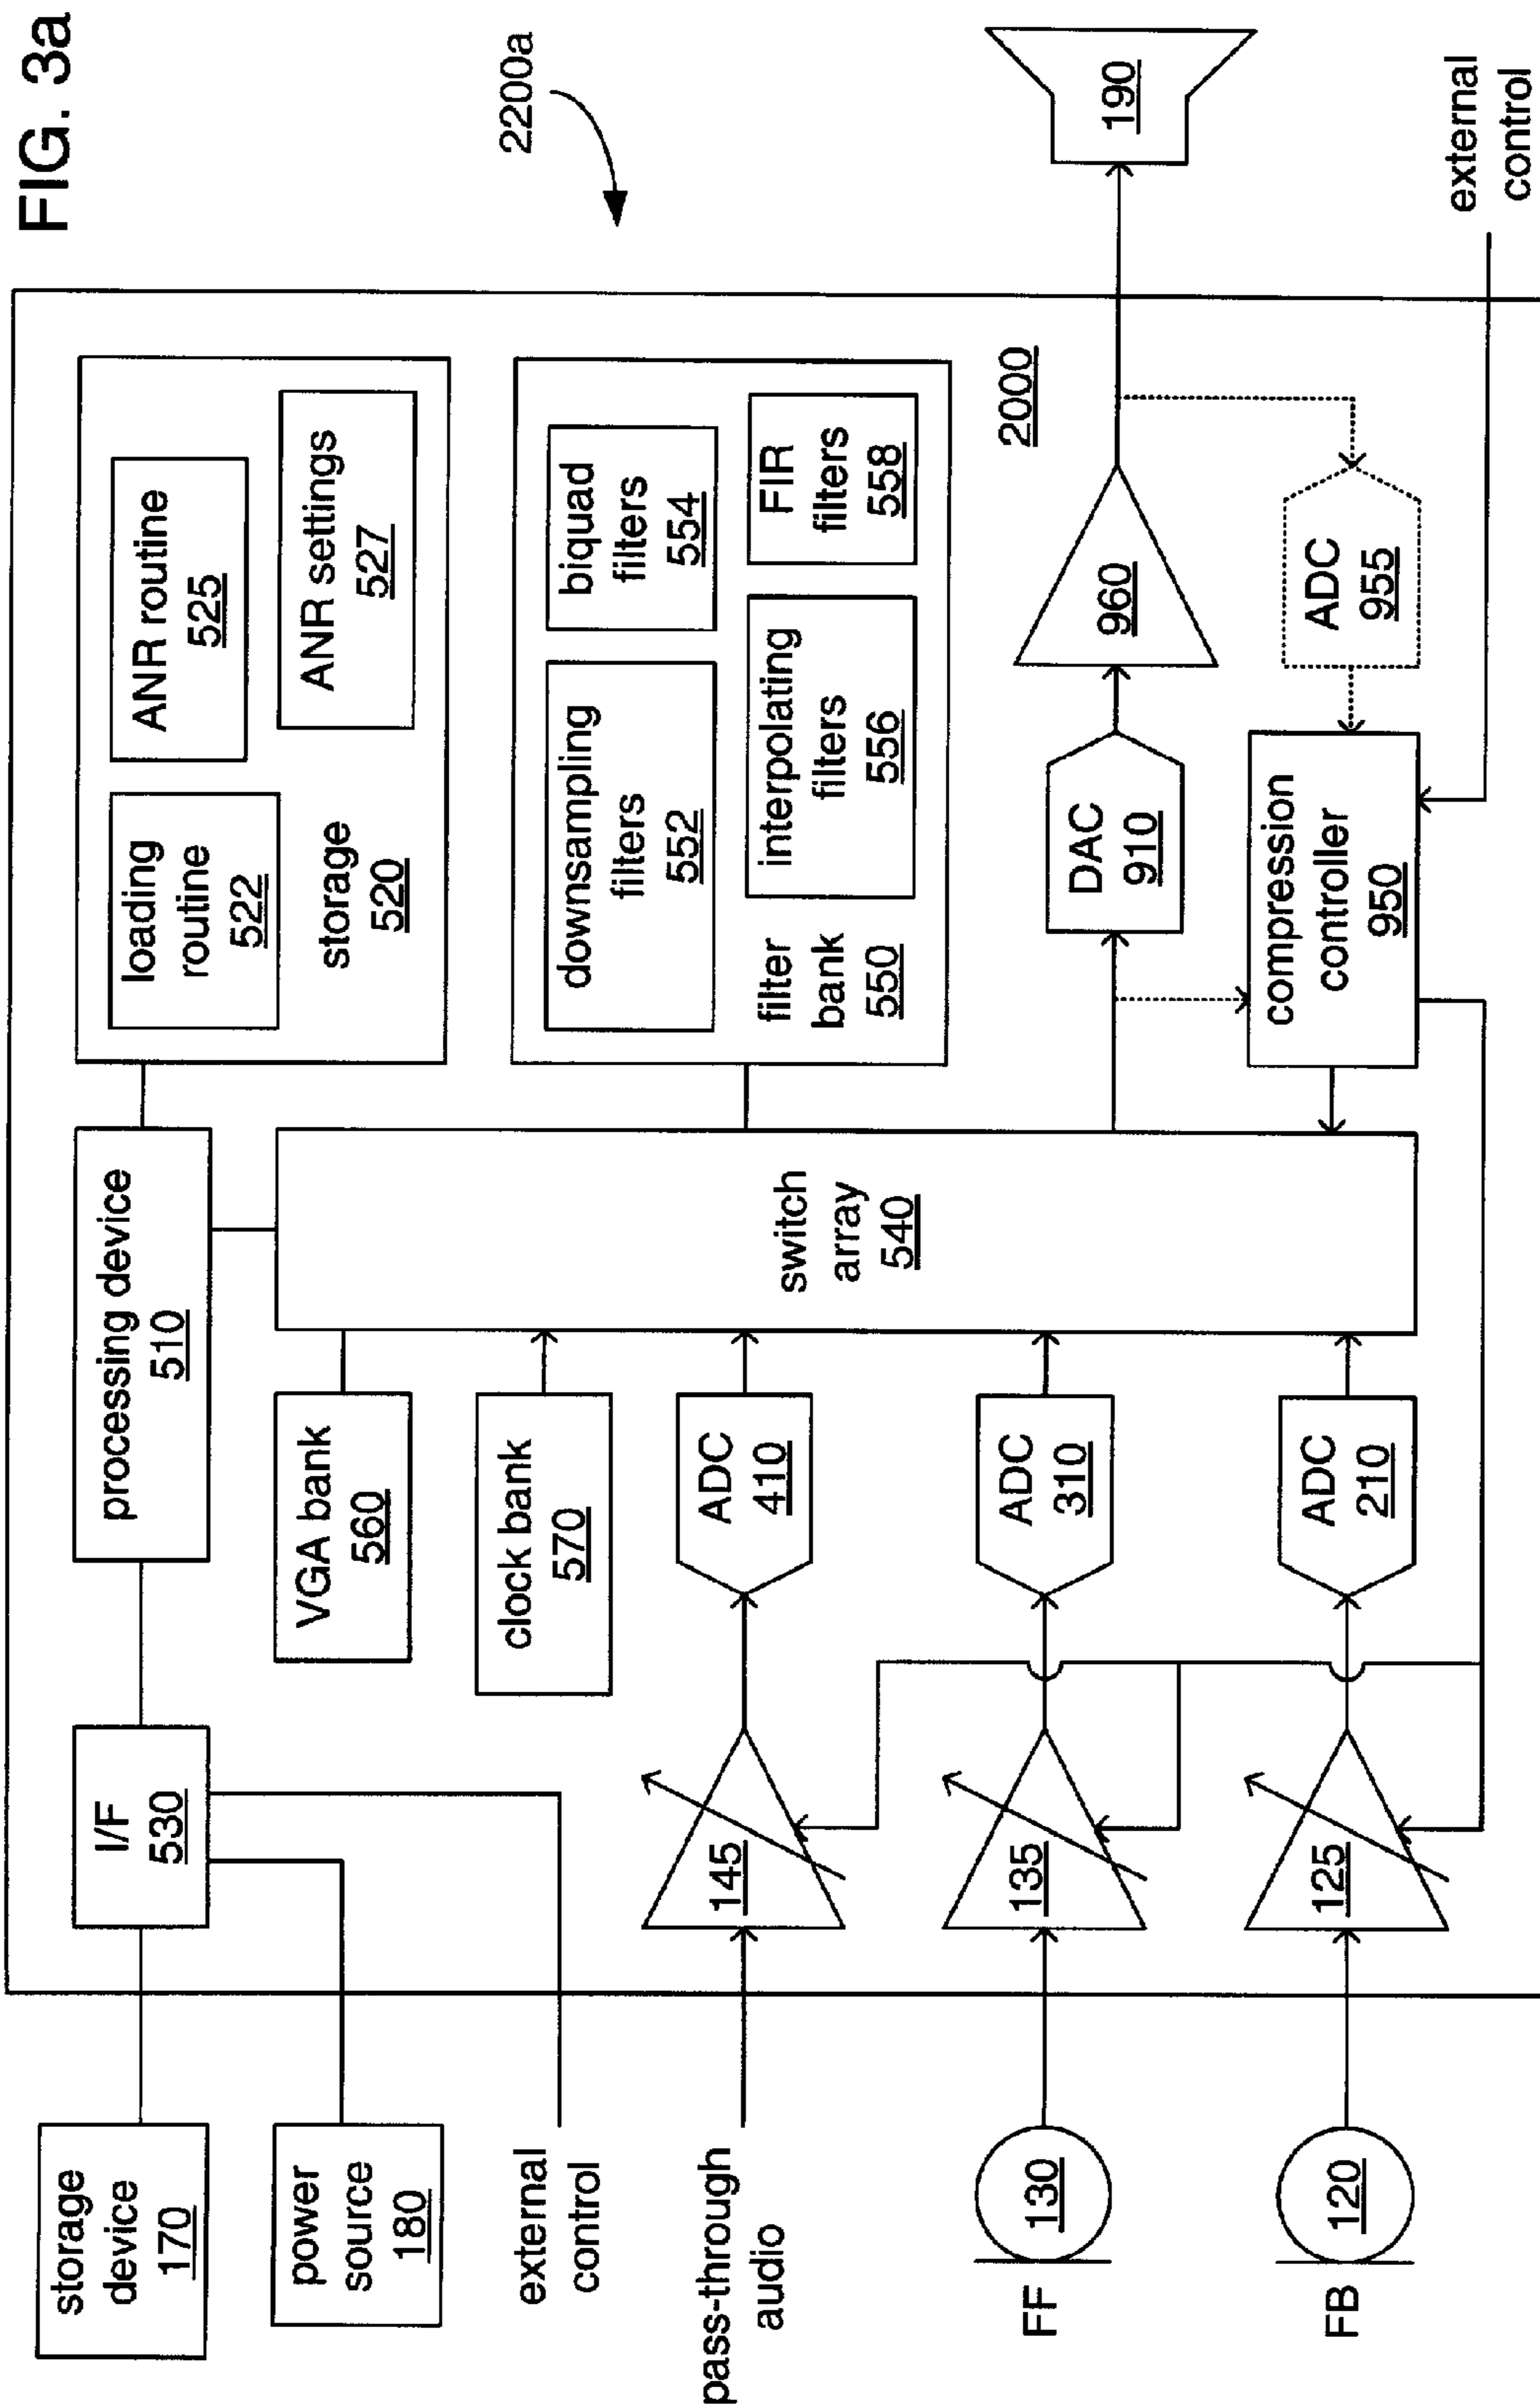 FIG. 3a
2200a
storage
device
170
I/F
530
processing device
510
loading
routine
522
ANR routine
525
ANR settings
527
storage
520
power
source
180
external
control
VGA bank
560
clock bank
570
switch
array
540
downsampling
filters
552
biquad
filters
554
interpolating
filters
556
FIR
filters
558
filter
bank
550
2000
pass-through
audio
145
ADC
410
FF
130
135
ADC
310
DAC
910
960
190
FB
120
125
ADC
210
compression
controller
950
ADC
955
external
control